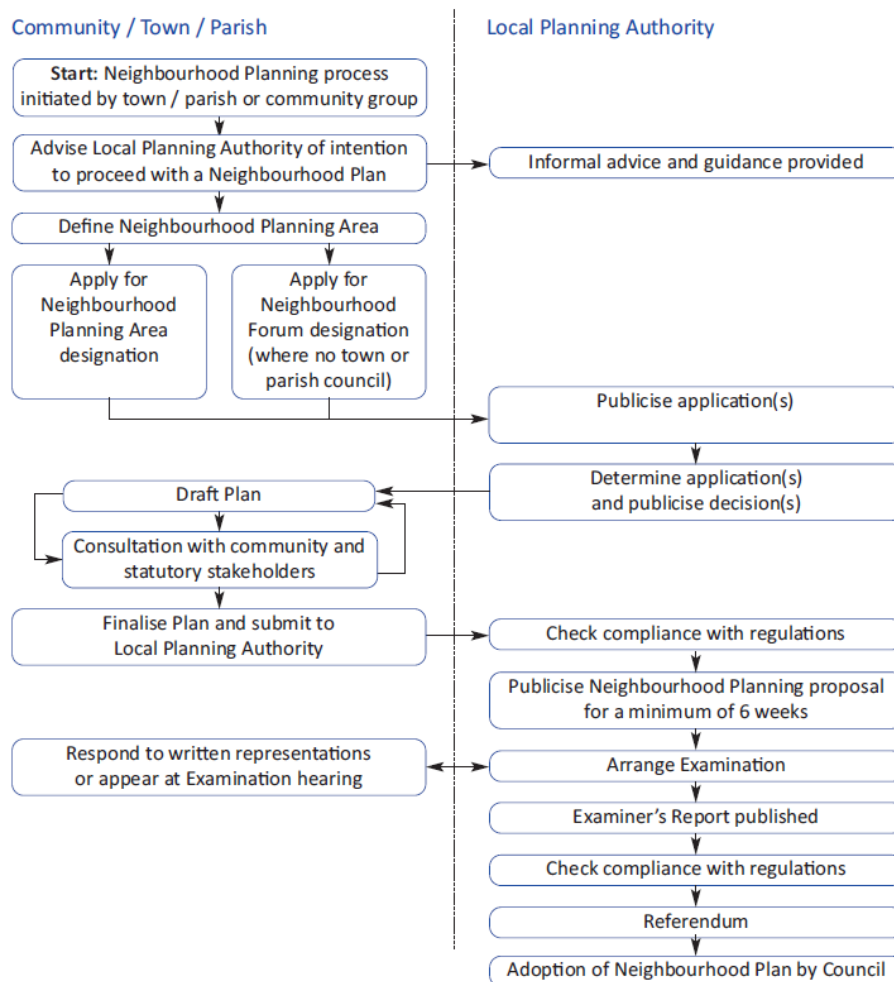 Community / Town / Parish
Local Planning Authority
Start: Neighbourhood Planning process
initiated by town / parish or community group
Advise Local Planning Authority of intention
to proceed with a Neighbourhood Plan
Informal advice and guidance provided
Define Neighbourhood Planning Area
Apply for
Neighbourhood
Planning Area
designation
Apply for
Neighbourhood
Forum designation
(where no town or
parish council)
Publicise application(s)
Determine application(s)
and publicise decision(s)
Draft Plan
Consultation with community and
statutory stakeholders
Finalise Plan and submit to
Local Planning Authority
Check compliance with regulations
Publicise Neighbourhood Planning proposal
for a minimum of 6 weeks
Respond to written representations
or appear at Examination hearing
Arrange Examination
Examiner’s Report published
Check compliance with regulations
Referendum
Adoption of Neighbourhood Plan by Council